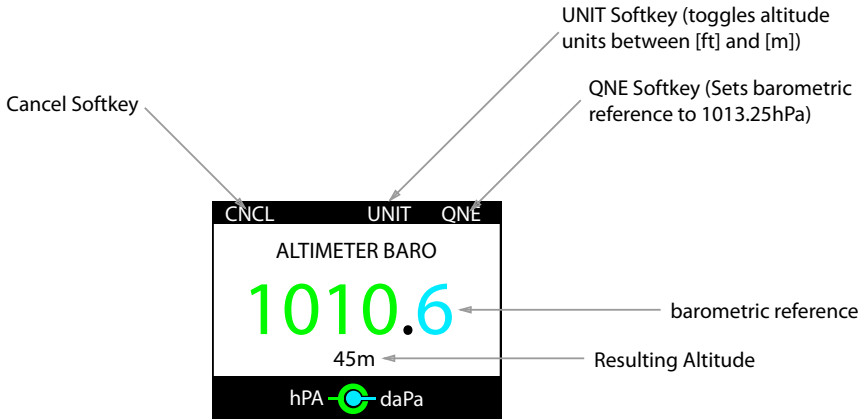 UNIT Softkey (toggles altitude
units between [ft] and [m])
Cancel Softkey
QNE Softkey (Sets barometric
reference to 1013.25hPa)
CNCL UNIT QNE
ALTIMETER BARO
1010.6
barometric reference
45m
Resulting Altitude
hPA daPa